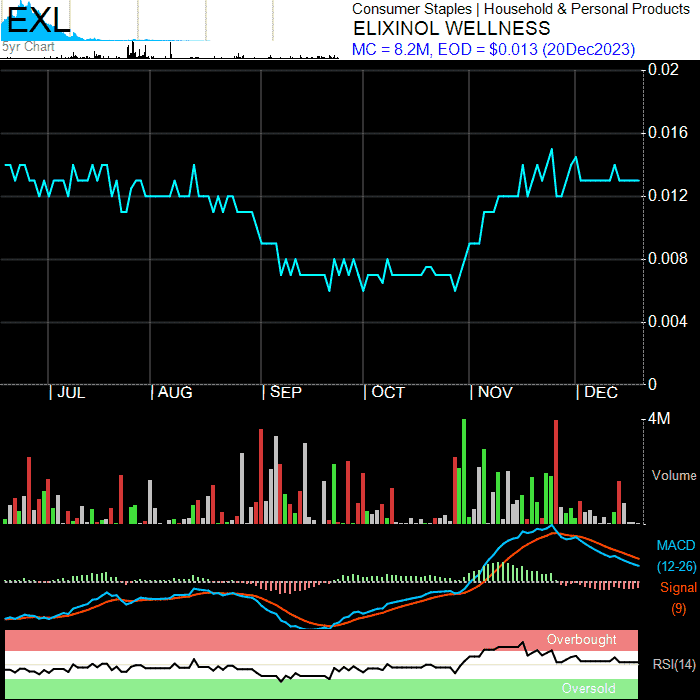 EXL
5yr Chart
Consumer Staples | Household & Personal Products
ELIXINOL WELLNESS
MC = 8.2M, EOD = $0.013 (20Dec2023)
0.02
0.016
0.012
0.008
0.004
0
| JUL | AUG | SEP | OCT | NOV | DEC
4M
Volume
MACD
(12-26)
Signal
(9)
Overbought
RSI(14)
Oversold